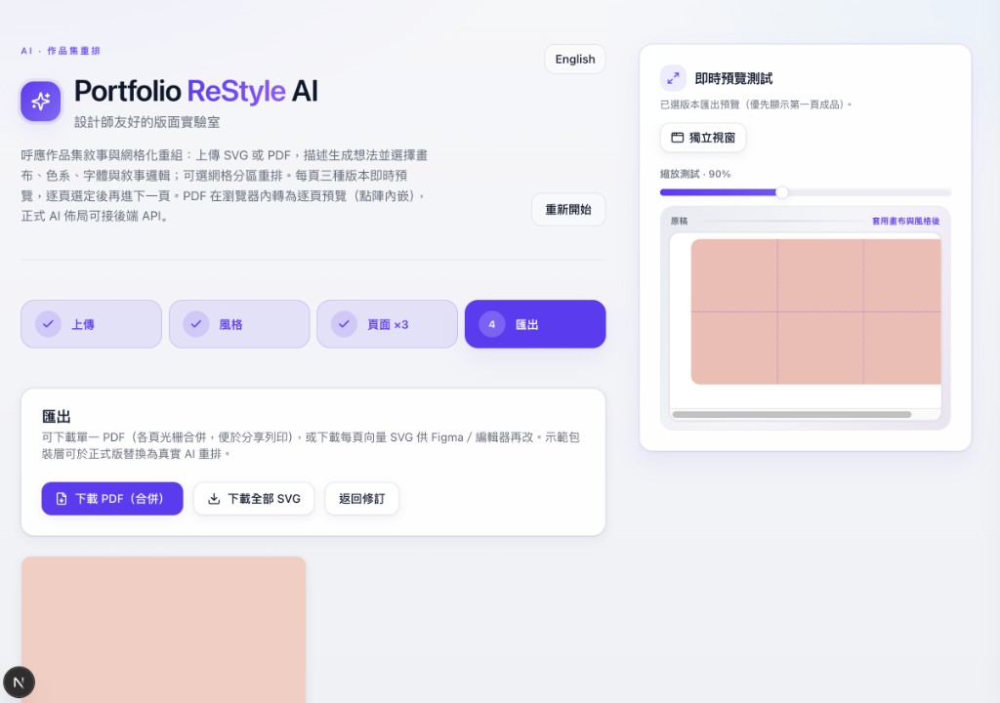 AI · 作品集重排
English
Portfolio ReStyle AI
設計師友好的版面實驗室
呼應作品集敘事與網格化重組：上傳 SVG 或 PDF，描述生成想法並選擇畫
布、色系、字體與敘事邏輯；可選網格分區重排。每頁三種版本即時預
覽，逐頁選定後再進下一頁。PDF 在瀏覽器內轉為逐頁預覽（點陣內嵌），
正式 AI 佈局可接後端 API。
重新開始
上傳
風格
頁面 ×3
4
匯出
匯出
可下載單一 PDF（各頁光柵合併，便於分享列印），或下載每頁向量 SVG 供 Figma / 編輯器再改。示範包
裝層可於正式版替換為真實 AI 重排。
下載 PDF（合併）
下載全部 SVG
返回修訂
N
即時預覽測試
已選版本匯出預覽（優先顯示第一頁成品）。
獨立視窗
縮放測試 · 90%
原稿
套用畫布與風格後